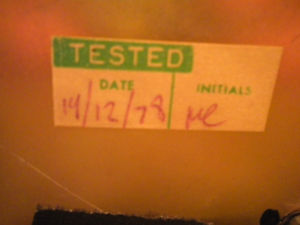 TESTED
DATE INITIALS
14/12/78